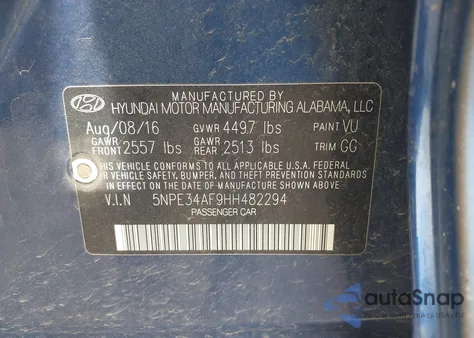 MANUFACTURED BY
HYUNDAI MOTOR MANUFACTURING ALABAMA, LLC
Aug/08/16 GVWR 4497 lbs PAINT VU
GAWR FRONT 2557 lbs GAWR REAR 2513 lbs TRIM GG
THIS VEHICLE CONFORMS TO ALL APPLICABLE U.S. FEDERAL
MOTOR VEHICLE SAFETY, BUMPER, AND THEFT PREVENTION
STANDARDS IN EFFECT ON THE DATE OF MANUFACTURE
V.I.N 5NPE34AF9HH482294
PASSENGER CAR
autoSnap